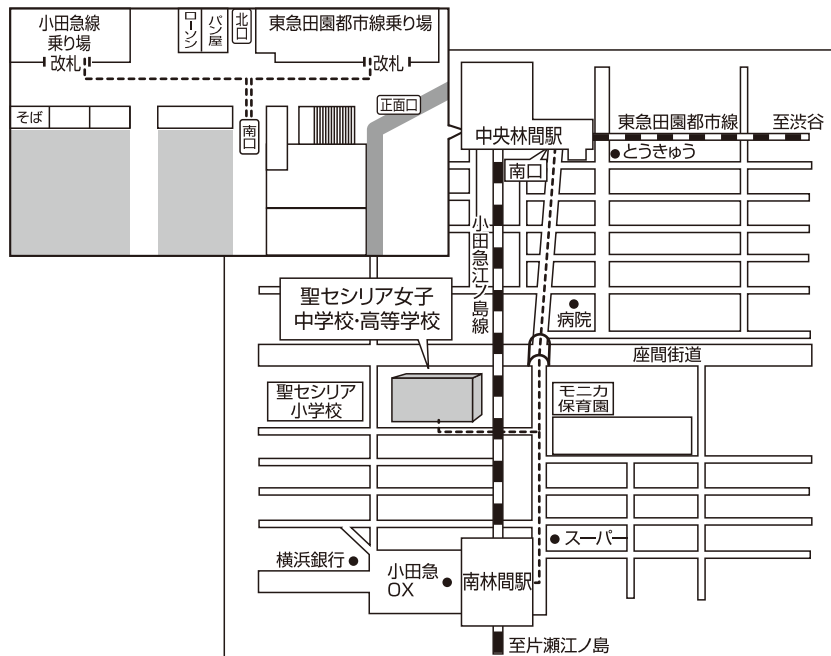 小田急線
乗り場
改札
ローソン
パン屋
北口
東急田園都市線乗り場
改札
そば
南口
正面口
中央林間駅
東急田園都市線
至渋谷
とうきゅう
南口
小田急江ノ島線
聖セシリア女子
中学校・高等学校
病院
座間街道
聖セシリア
小学校
モニカ
保育園
横浜銀行
小田急
OX
南林間駅
スーパー
至片瀬江ノ島